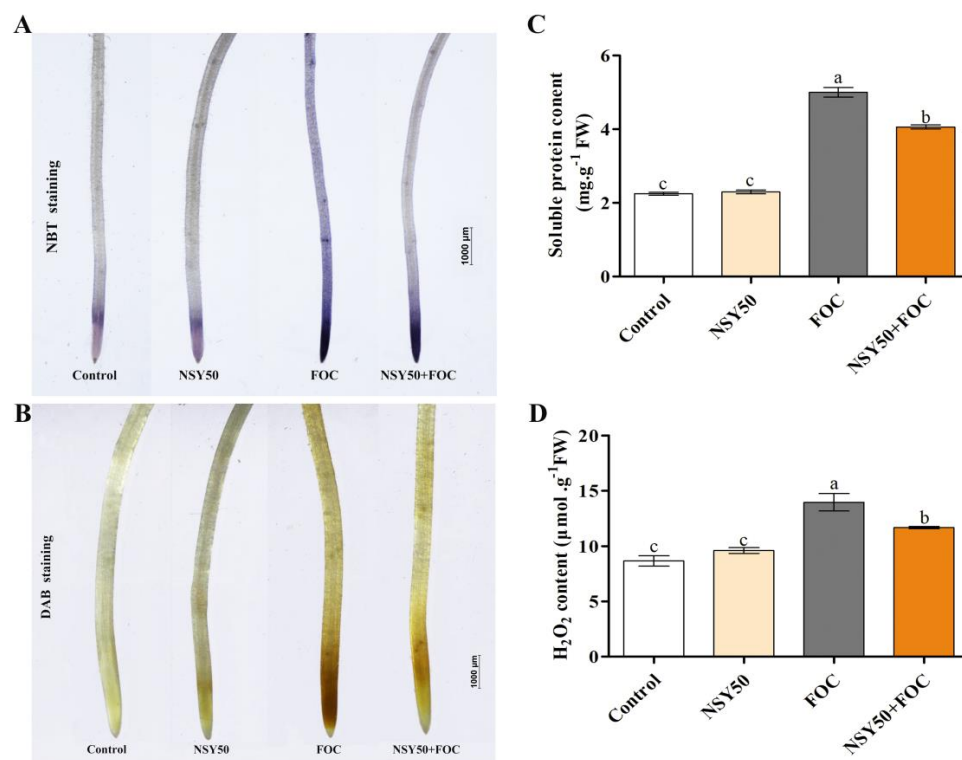 A
NBT staining
1000 µm
Control
NSY50
FOC
NSY50+FOC
B
DAB staining
1000 µm
Control
NSY50
FOC
NSY50+FOC
C
Soluble protein conent
(mg.g⁻¹ FW)
6
4
2
0
c
c
a
b
Control
NSY50
FOC
NSY50+FOC
D
H₂O₂ content (µmol .g⁻¹FW)
20
15
10
5
0
c
c
a
b
Control
NSY50
FOC
NSY50+FOC